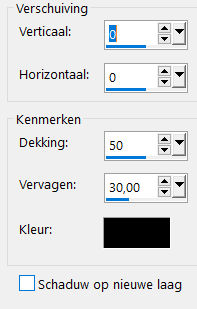 Verschuiving
Verticaal: 0
Horizontaal: 0
Kenmerken
Dekking: 50
Vervagen: 30,00
Kleur:
Schaduw op nieuwe laag